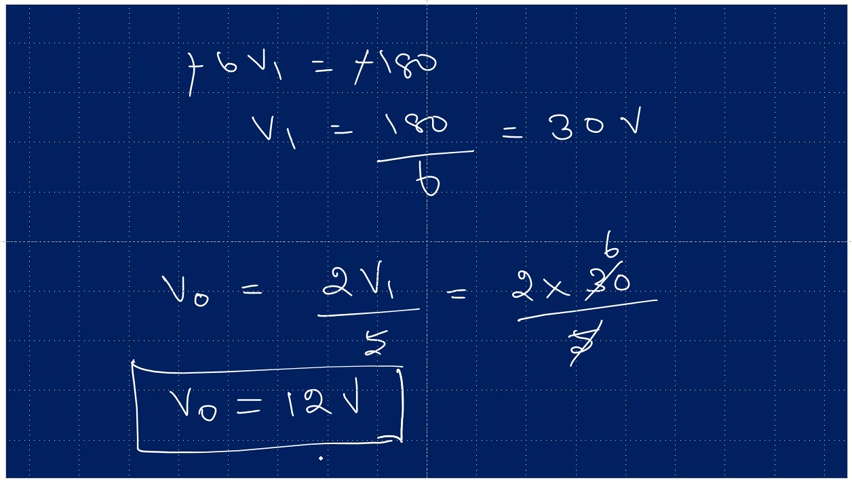 -6V₁ = -180
V₁ = 180/6 = 30V
V₀ = 2V₁/5 = 2 × 30/5 6
V₀ = 12V